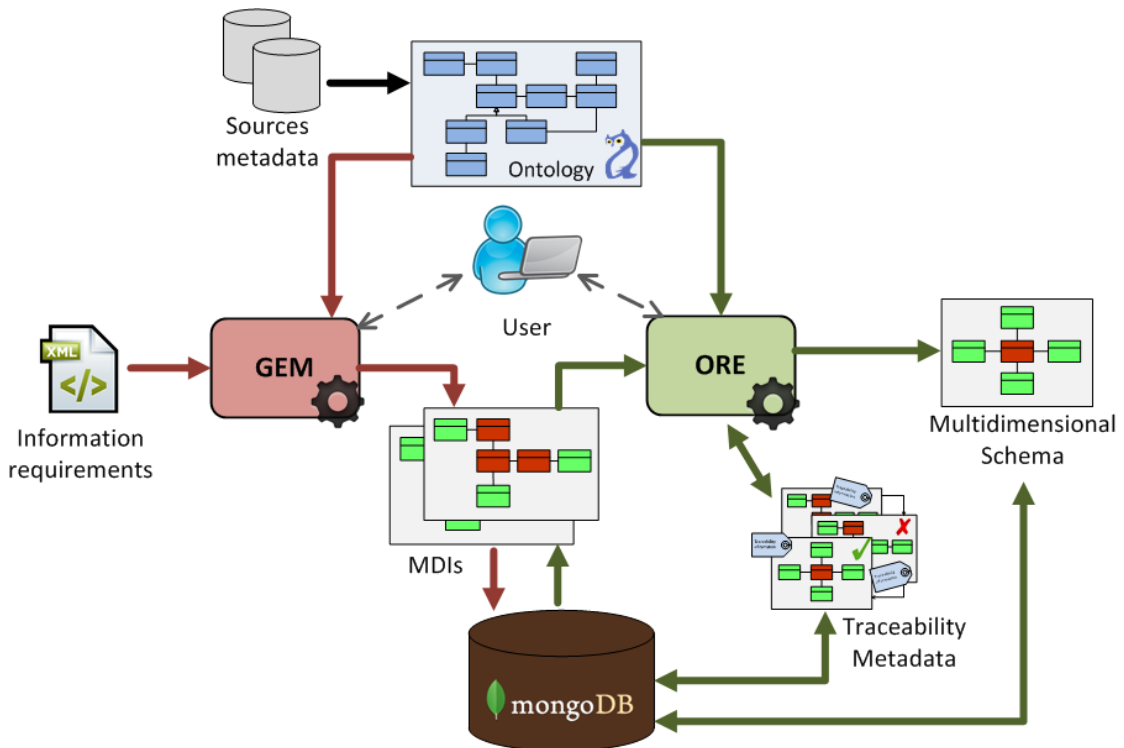 Sources
metadata
Ontology
User
XML
</>
GEM
ORE
Information
requirements
Multidimensional
Schema
MDIs
Traceability
Metadata
mongoDB